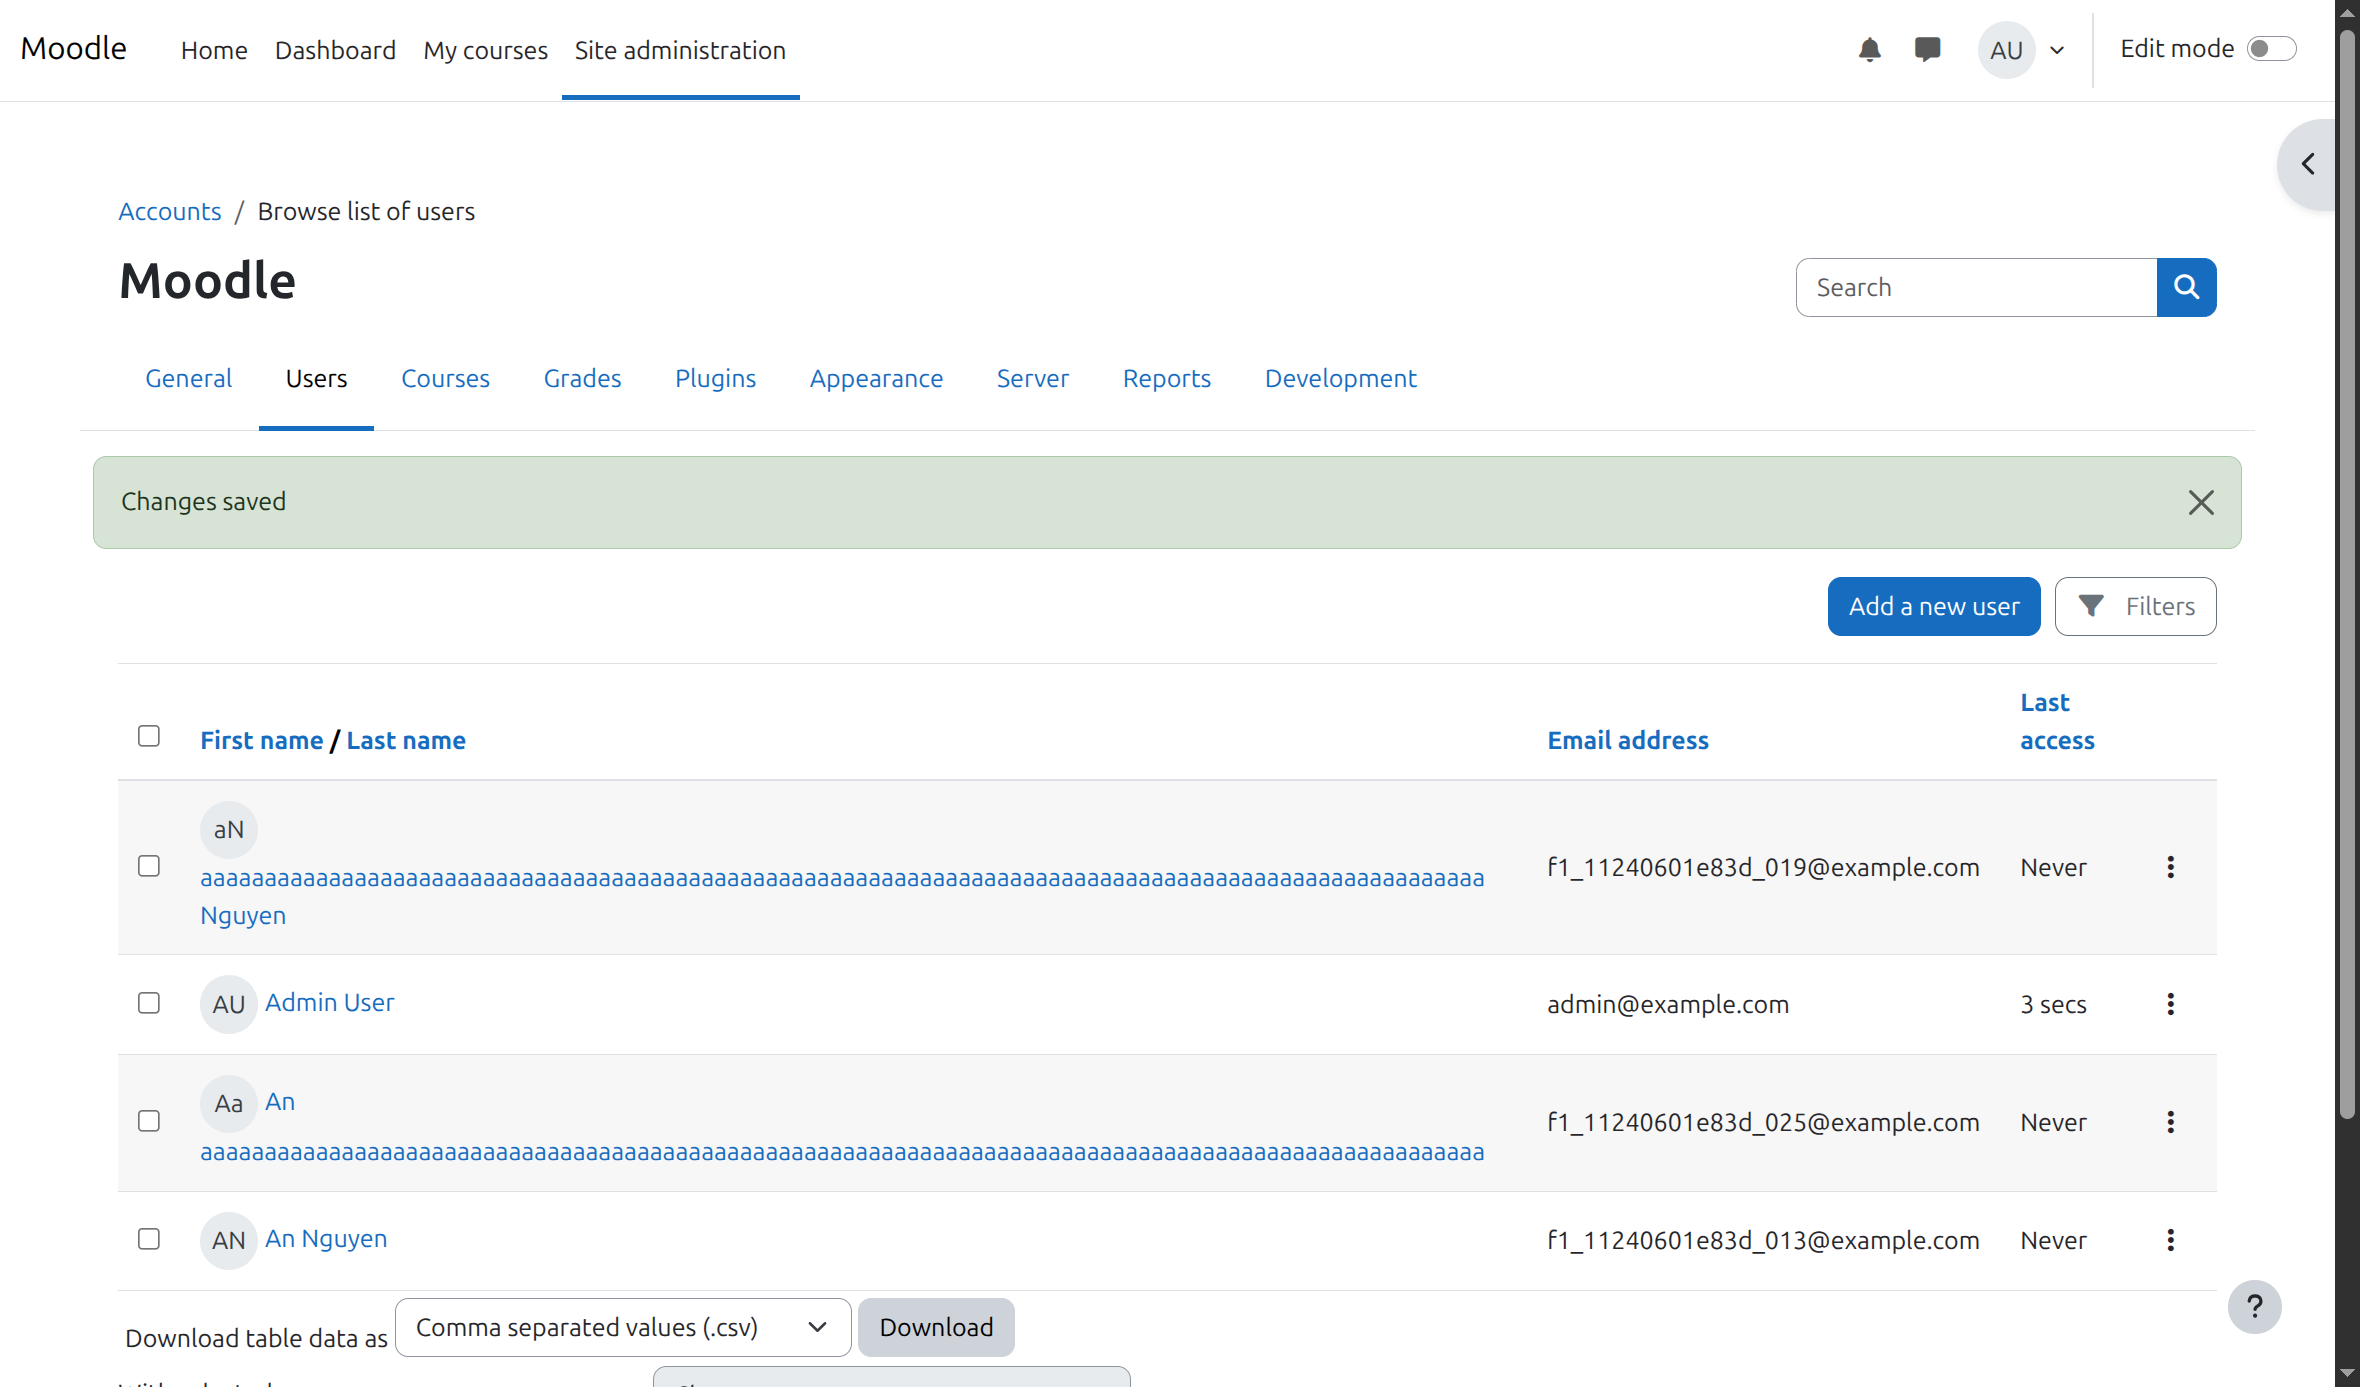 Moodle
Home
Dashboard
My courses
Site administration
AU
Edit mode
Accounts / Browse list of users
Moodle
Search
General
Users
Courses
Grades
Plugins
Appearance
Server
Reports
Development
Changes saved
Add a new user
Filters
First name / Last name
Email address
Last access
aN
aaaaaaaaaaaaaaaaaaaaaaaaaaaaaaaaaaaaaaaaaaaaaaaaaaaaaaaaaaaaaaaaaaaaaaaaaaaaaaaaaaaaaaaaaaaaaaaaaaaa
Nguyen
f1_11240601e83d_019@example.com
Never
AU
Admin User
admin@example.com
3 secs
Aa
An
aaaaaaaaaaaaaaaaaaaaaaaaaaaaaaaaaaaaaaaaaaaaaaaaaaaaaaaaaaaaaaaaaaaaaaaaaaaaaaaaaaaaaaaaaaaaaaaaaaaa
f1_11240601e83d_025@example.com
Never
AN
An Nguyen
f1_11240601e83d_013@example.com
Never
Download table data as
Comma separated values (.csv)
Download
?